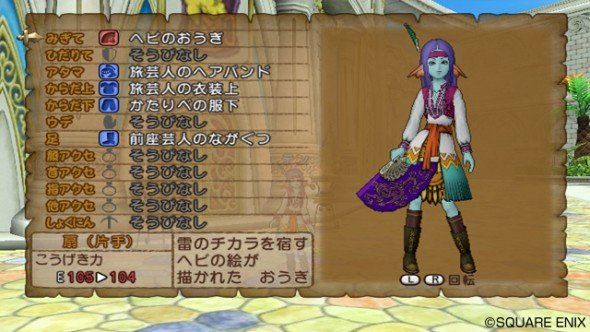 みぎて ヘビのおうぎ
ひだりて そうびなし
アタマ 旅芸人のヘアバンド
からだ上 旅芸人の衣装上
からだ下 かたりべの服下
ウデ そうびなし
足 前座芸人のながぐつ
顔アクセ そうびなし
首アクセ そうびなし
指アクセ そうびなし
他アクセ そうびなし
しょくにん そうびなし
扇（片手）
こうげき力
E 105▶104
雷のチカラを宿す
ヘビの絵が
描かれた おうぎ
L R 回転
©SQUARE ENIX